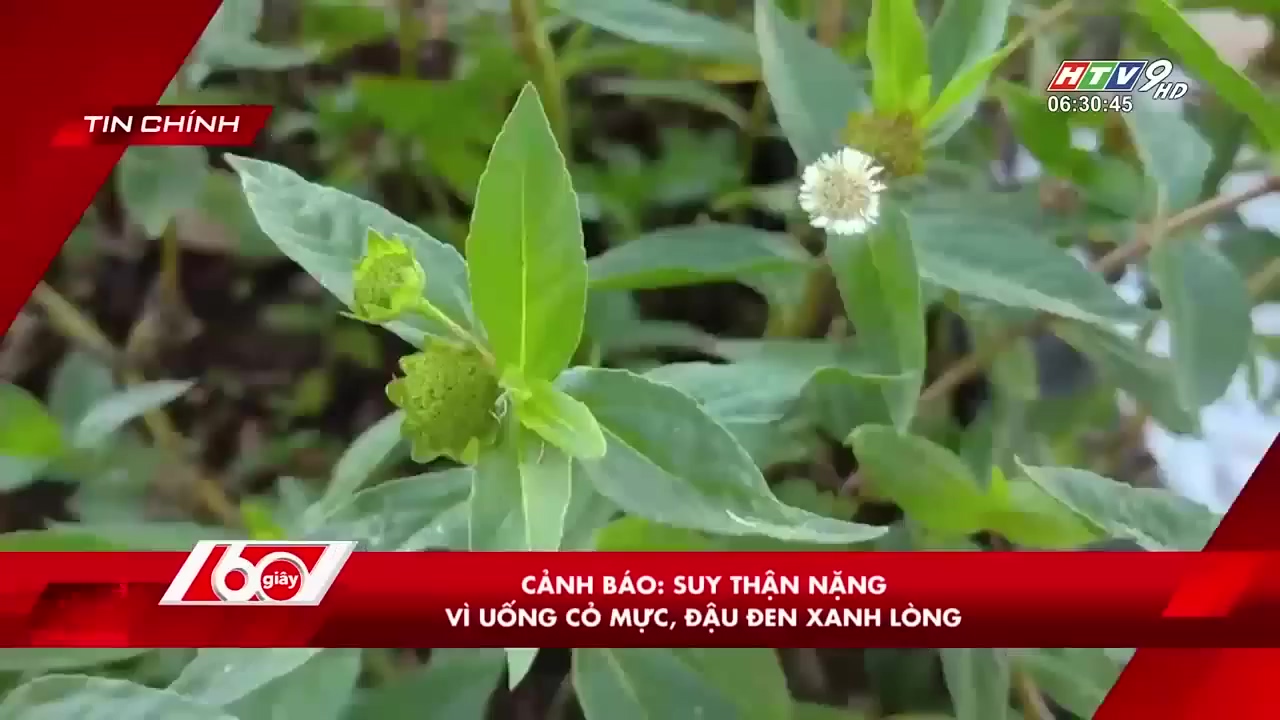 TIN CHÍNH
HTV9 HD
06:30:45
60 giây
CẢNH BÁO: SUY THẬN NẶNG
VÌ UỐNG CỎ MỰC, ĐẬU ĐEN XANH LÒNG